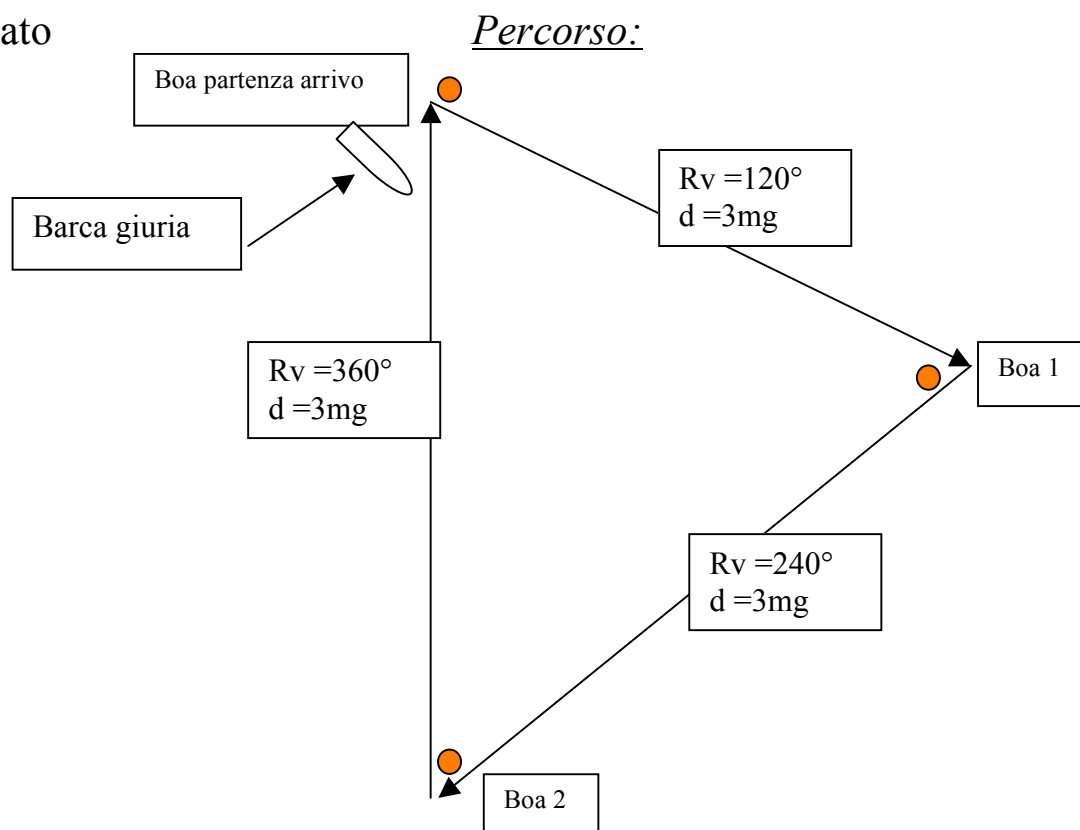 ato
Percorso:
Boa partenza arrivo
Rv =120°
d =3mg
Barca giuria
Rv =360°
d =3mg
Boa 1
Rv =240°
d =3mg
Boa 2